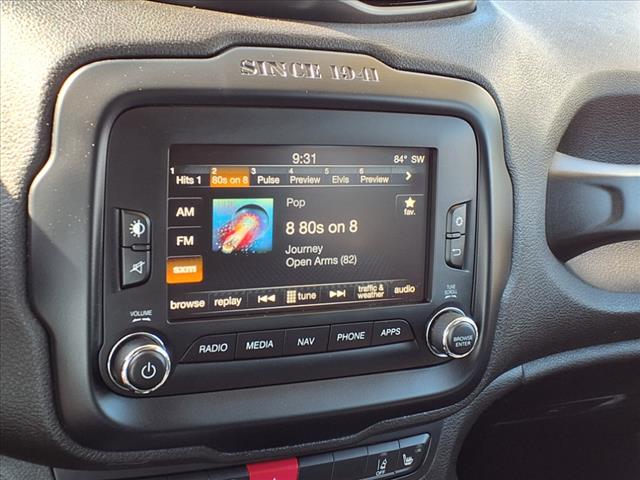 SINCE 1941
9:31 84° SW
1 2 3 4 5 6
Hits 1 80s on 8 Pulse Preview Elvis Preview >
AM
FM
sxm
Pop
8 80s on 8
Journey
Open Arms (82)
fav.
browse replay tune traffic & weather audio
VOLUME
TUNE
SCROLL
RADIO MEDIA NAV PHONE APPS
BROWSE
ENTER
OFF